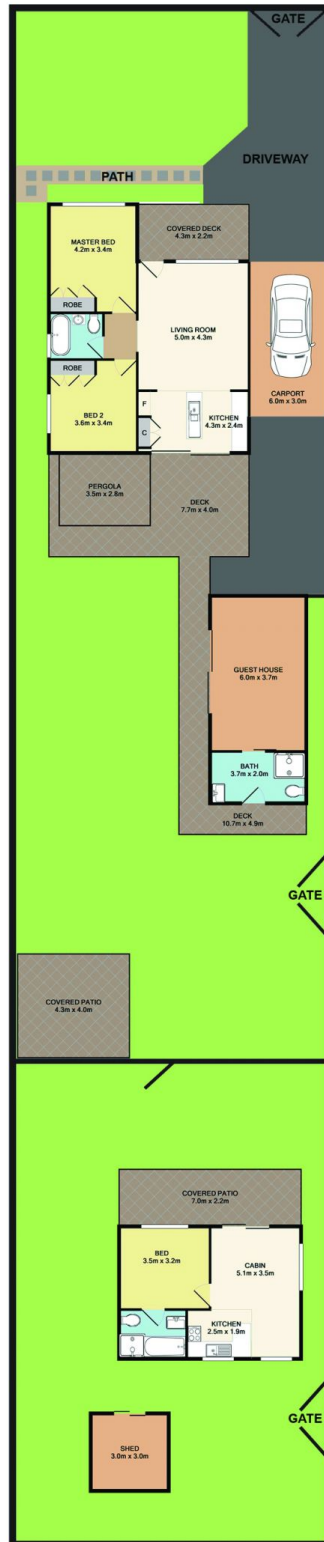 GATE
DRIVEWAY
PATH
MASTER BED
4.2m x 3.4m
COVERED DECK
4.3m x 2.2m
ROBE
LIVING ROOM
5.0m x 4.3m
ROBE
CARPORT
6.0m x 3.0m
BED 2
3.6m x 3.4m
F
C
KITCHEN
4.3m x 2.4m
PERGOLA
3.5m x 2.8m
DECK
7.7m x 4.0m
GUEST HOUSE
6.0m x 3.7m
BATH
3.7m x 2.0m
DECK
10.7m x 4.9m
GATE
COVERED PATIO
4.3m x 4.0m
COVERED PATIO
7.0m x 2.2m
BED
3.5m x 3.2m
CABIN
5.1m x 3.5m
KITCHEN
2.5m x 1.9m
GATE
SHED
3.0m x 3.0m